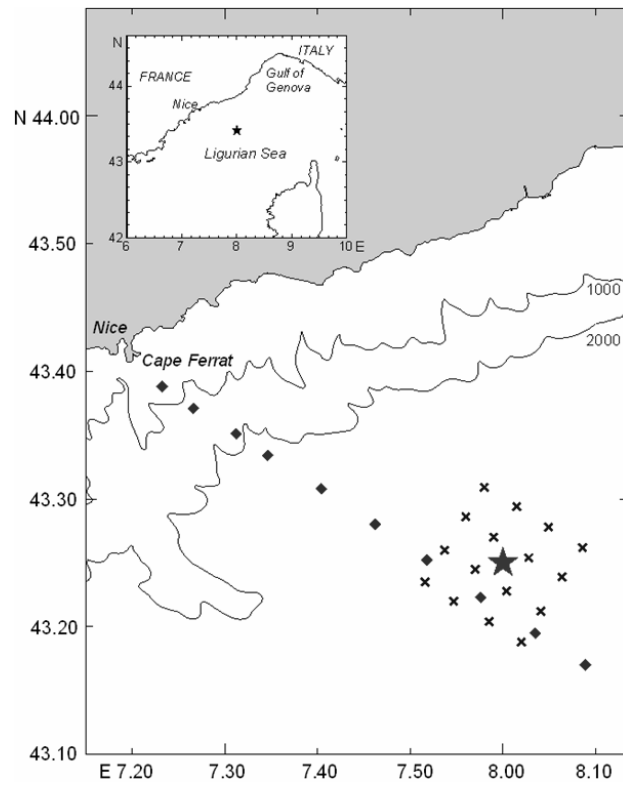 N
ITALY
44
FRANCE
Gulf of
Genova
Nice
43
Ligurian Sea
42
6
7
8
9
10 E
N 44.00
43.50
1000
2000
Nice
43.40
Cape Ferrat
43.30
43.20
43.10
E 7.20
7.30
7.40
7.50
8.00
8.10